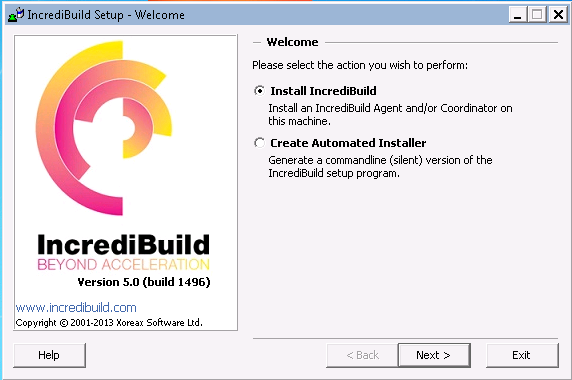 IncrediBuild Setup - Welcome
Welcome
Please select the action you wish to perform:
Install IncrediBuild
Install an IncrediBuild Agent and/or Coordinator on
this machine.
Create Automated Installer
Generate a commandline (silent) version of the
IncrediBuild setup program.
IncrediBuild
BEYOND ACCELERATION
Version 5.0 (build 1496)
www.incredibuild.com
Copyright © 2001-2013 Xoreax Software Ltd.
Help
< Back
Next >
Exit